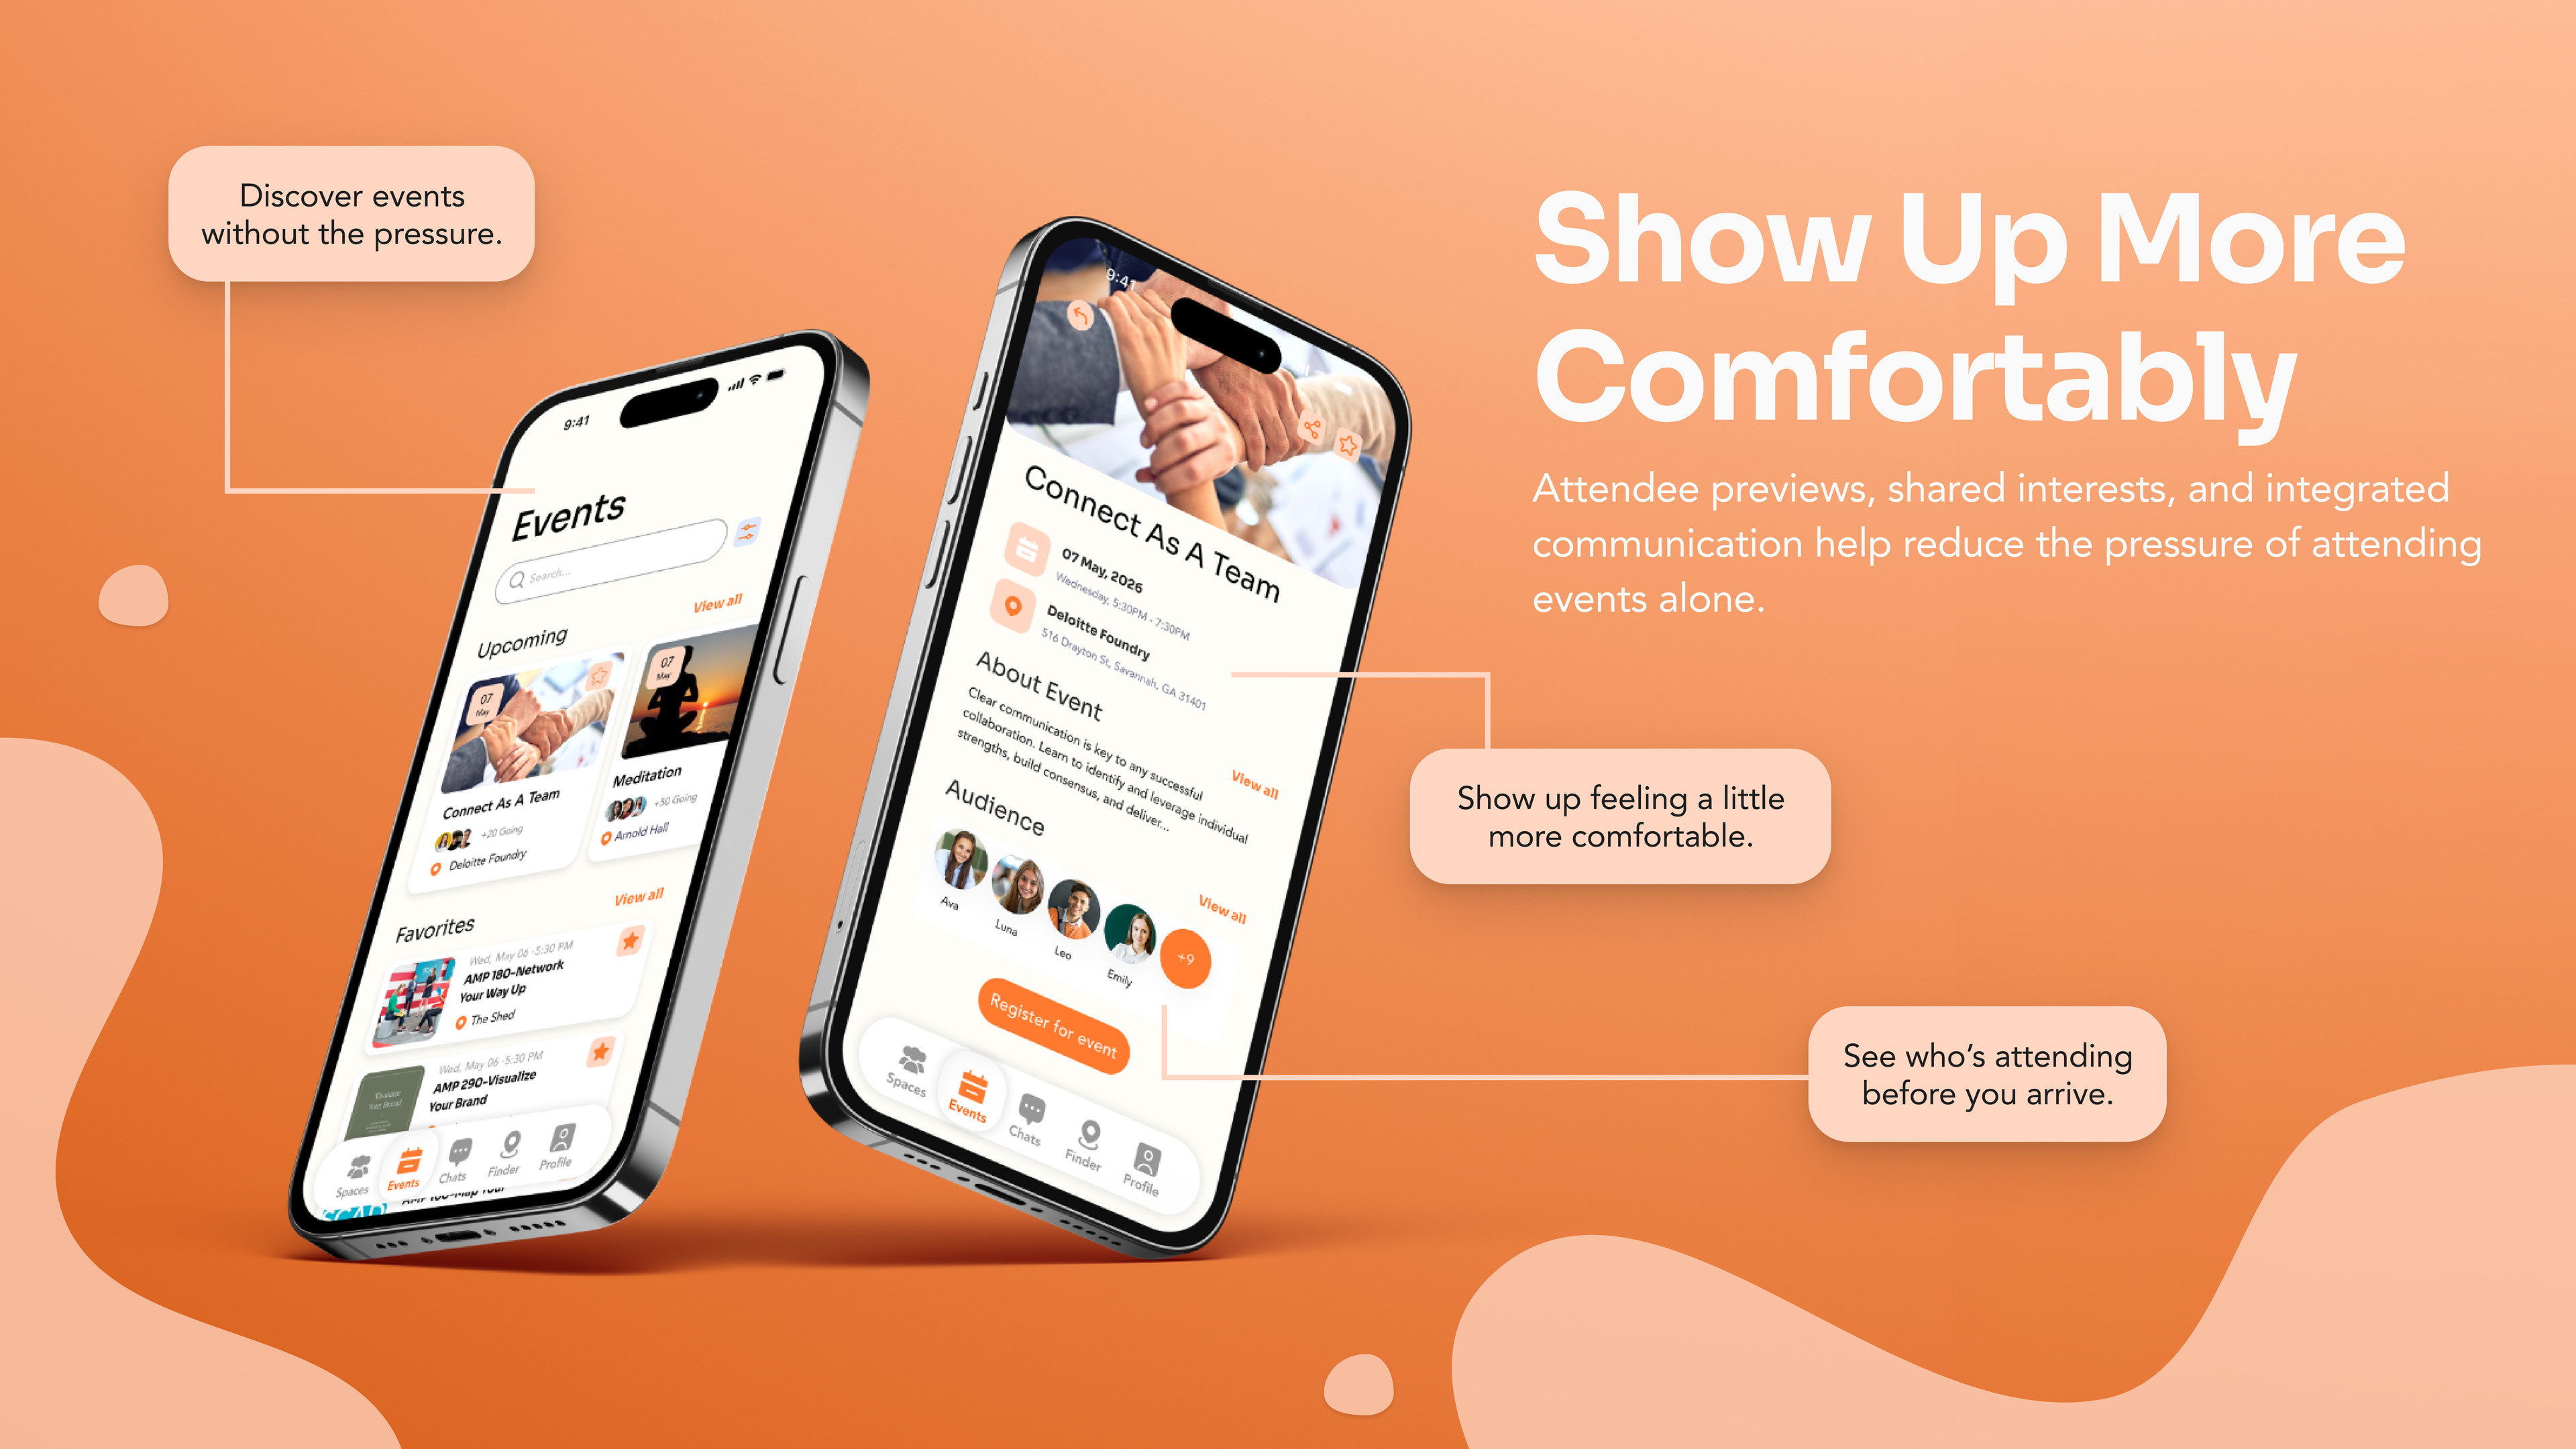 Discover events
without the pressure.
Show Up More
Comfortably
Attendee previews, shared interests, and integrated
communication help reduce the pressure of attending
events alone.
9:41
Events
Search...
View all
Upcoming
07
May
Connect As A Team
+20 Going
Deloitte Foundry
07
May
Meditation
+50 Going
Arnold Hall
View all
Favorites
Wed, May 06 -5:30 PM
AMP 180-Network
Your Way Up
The Shed
Wed, May 06 -5:30 PM
AMP 290-Visualize
Your Brand
Visualize
Your Brand
Spaces
Events
Chats
Finder
Profile
SCAD
9:41
Connect As A Team
07 May, 2026
Wednesday, 5:30PM - 7:30PM
Deloitte Foundry
516 Drayton St, Savannah, GA 31401
About Event
Clear communication is key to any successful
collaboration. Learn to identify and leverage individual
strengths, build consensus, and deliver...
View all
Audience
View all
Ava
Luna
Leo
Emily
+9
Register for event
Spaces
Events
Chats
Finder
Profile
Show up feeling a little
more comfortable.
See who's attending
before you arrive.